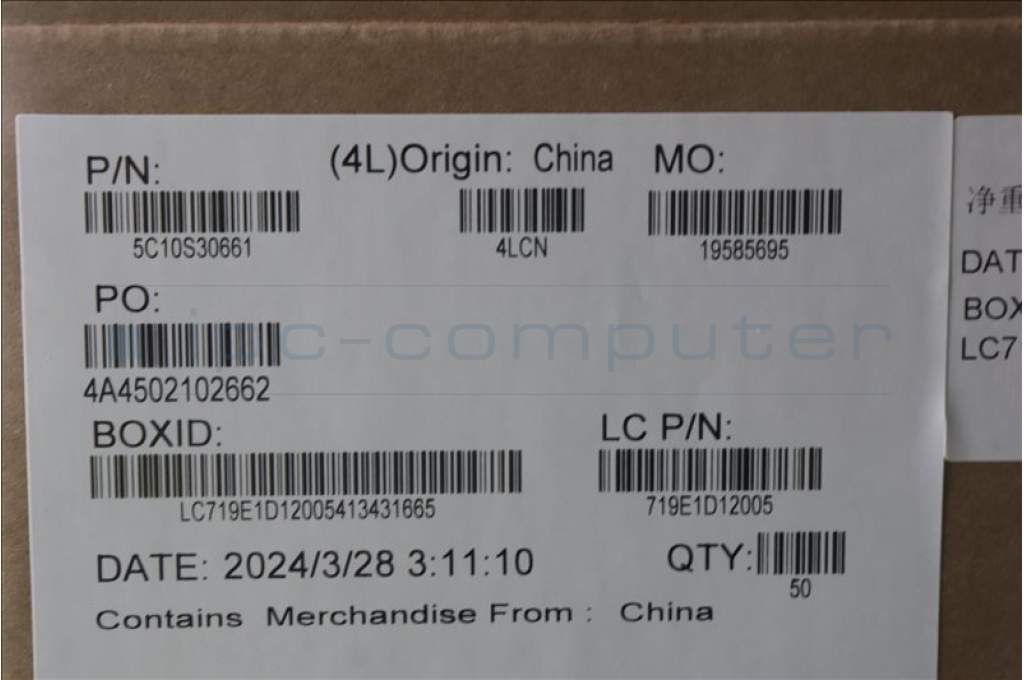 P/N: (4L)Origin: China MO:
5C10S30661 4LCN 19585695
PO:
c-computer
4A4502102662
BOXID: LC P/N:
LC719E1D12005413431665 719E1D12005
DATE: 2024/3/28 3:11:10 QTY:
50
Contains Merchandise From : China
净重
DAT
BOX
LC7